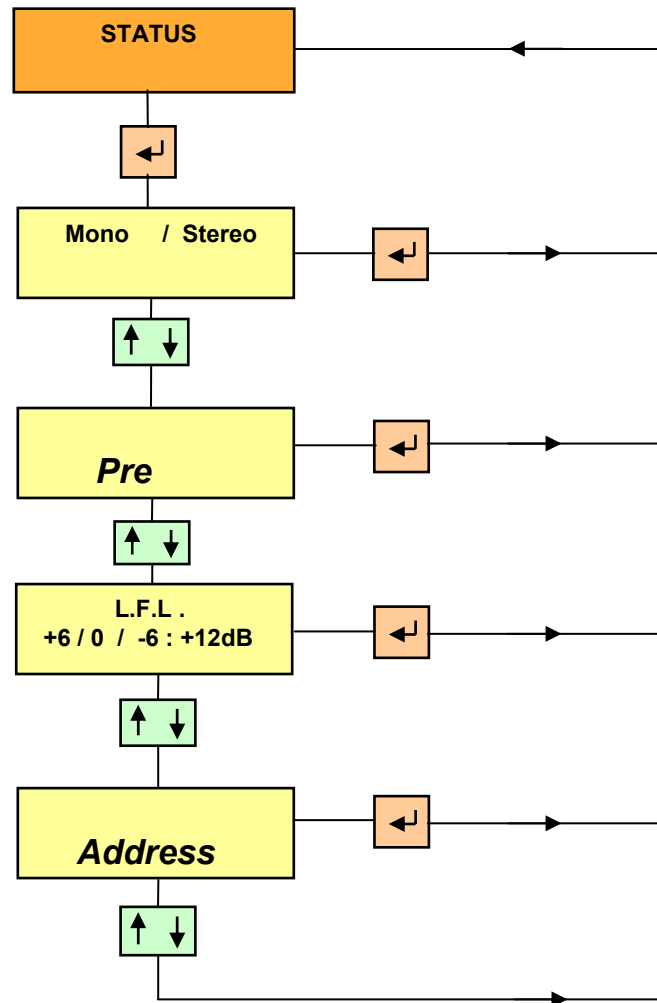 STATUS
Mono / Stereo
Pre
L.F.L .
+6 / 0 / -6 : +12dB
Address